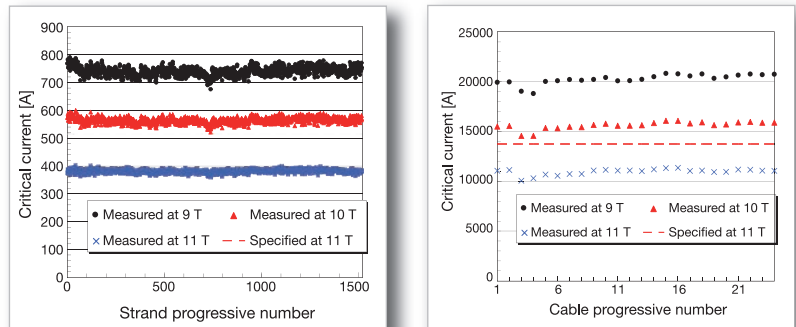 900
800
700
600
500
400
300
200
100
0
Critical current [A]
Measured at 9 T
Measured at 10 T
Measured at 11 T
Specified at 11 T
0
500
1000
1500
Strand progressive number
25000
20000
15000
10000
5000
0
Critical current [A]
Measured at 9 T
Measured at 10 T
Measured at 11 T
Specified at 11 T
1
6
11
16
21
Cable progressive number